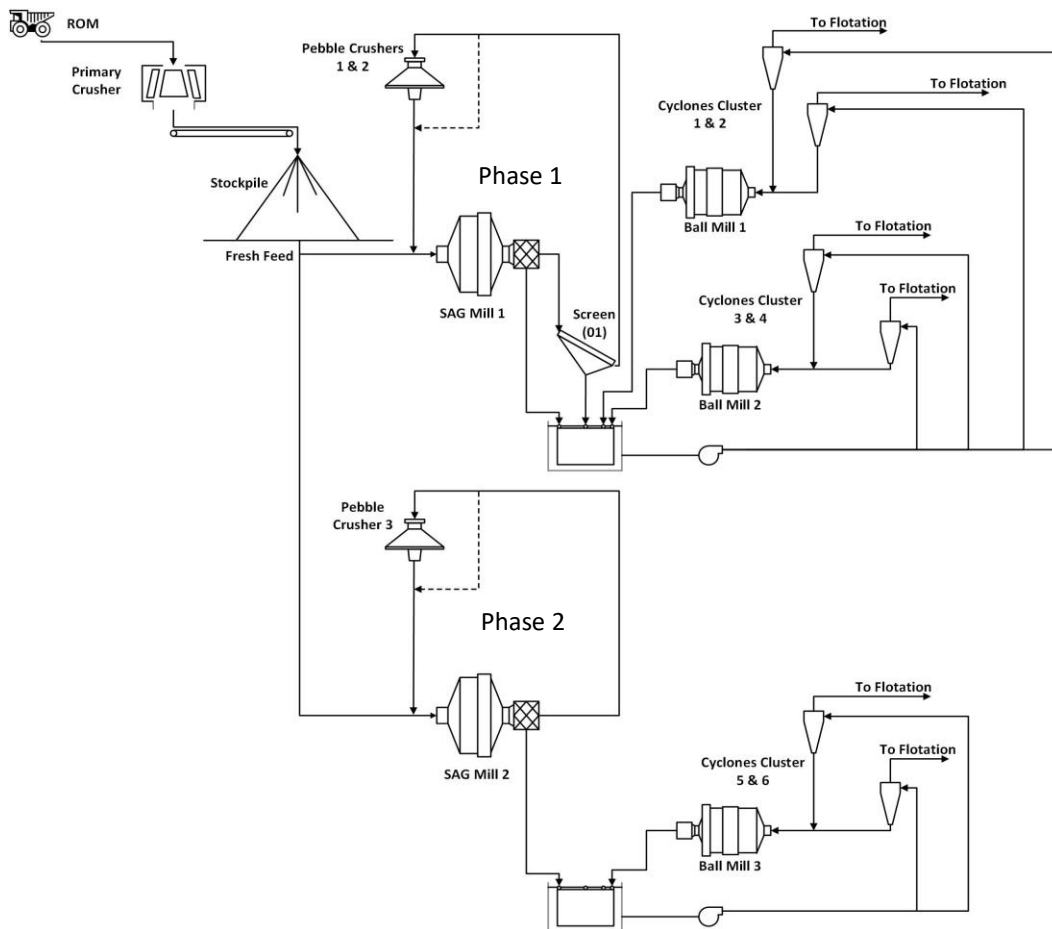 ROM
Primary
Crusher
Stockpile
Fresh Feed
Pebble Crushers
1 & 2
Phase 1
SAG Mill 1
Screen
(01)
To Flotation
To Flotation
Cyclones Cluster
1 & 2
Ball Mill 1
To Flotation
To Flotation
Cyclones Cluster
3 & 4
Ball Mill 2
Pebble
Crusher 3
Phase 2
SAG Mill 2
To Flotation
To Flotation
Cyclones Cluster
5 & 6
Ball Mill 3